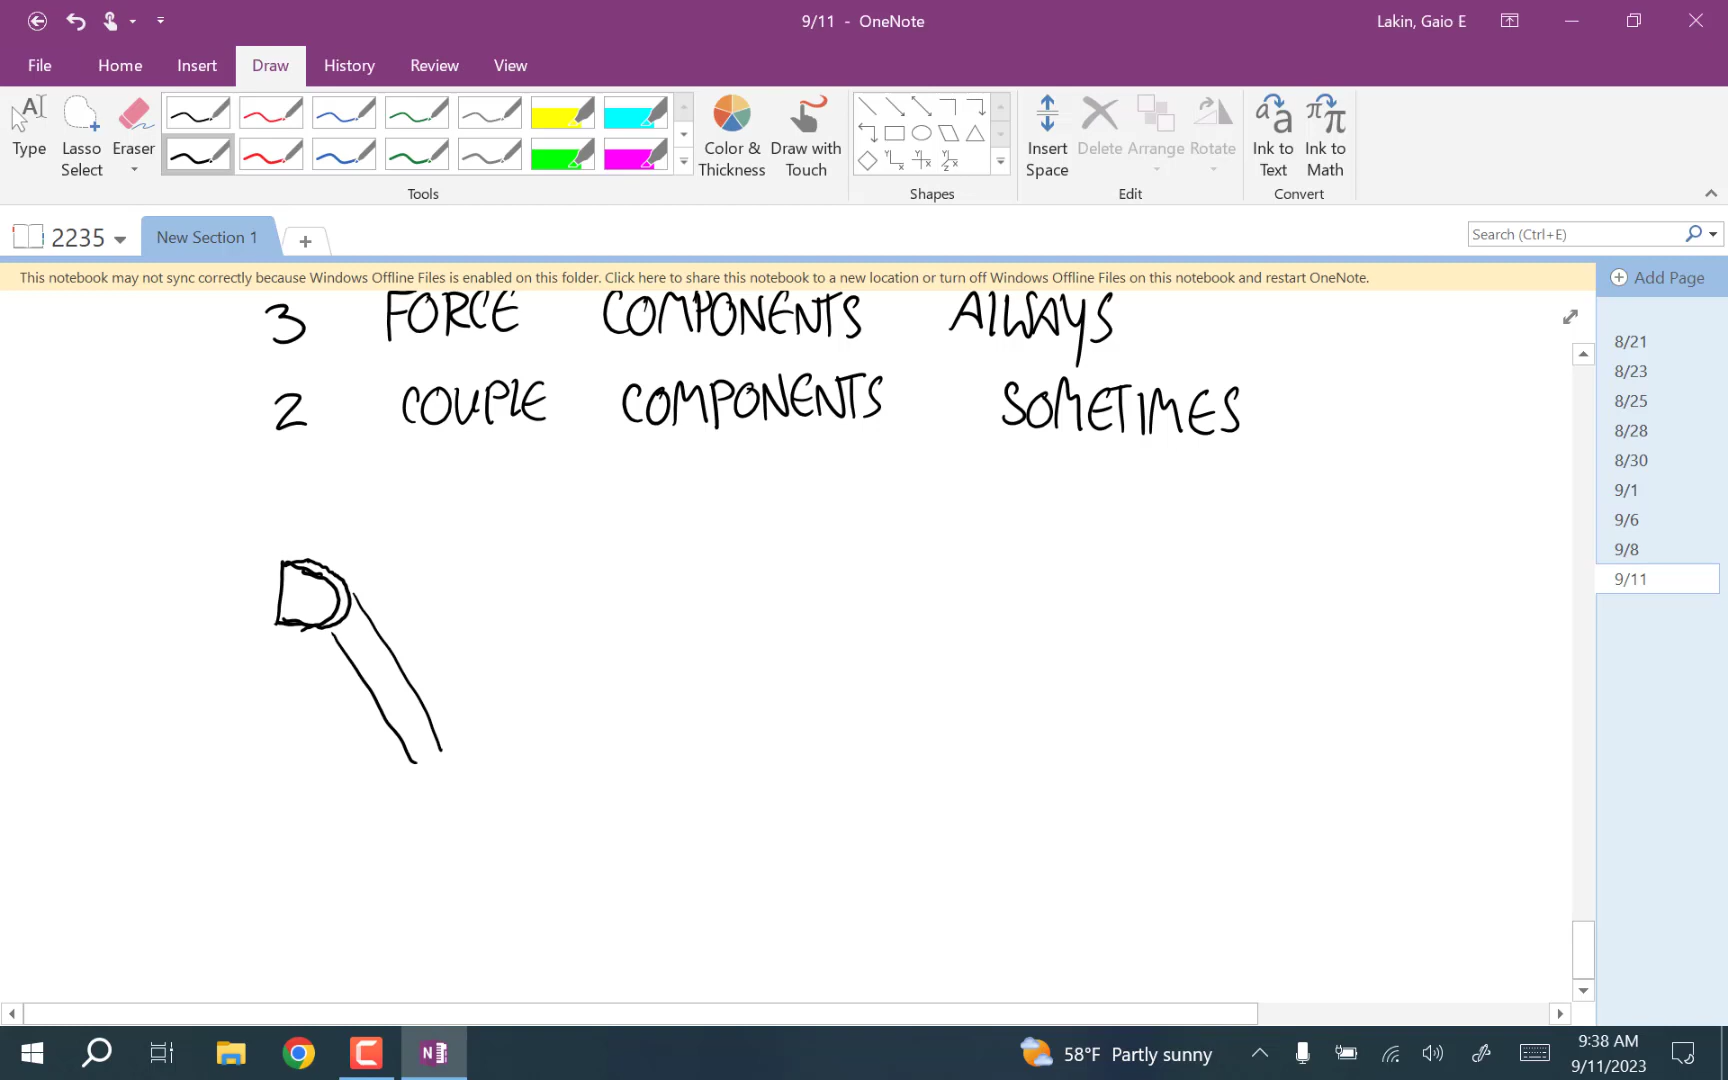 9/11 - OneNote
Lakin, Gaio E
File Home Insert Draw History Review View
Type
Lasso Select
Eraser
Color & Thickness
Draw with Touch
Insert Space
Delete
Arrange
Rotate
Ink to Text
Ink to Math
Tools
Shapes
Edit
Convert
2235
New Section 1
Search (Ctrl+E)
This notebook may not sync correctly because Windows Offline Files is enabled on this folder. Click here to share this notebook to a new location or turn off Windows Offline Files on this notebook and restart OneNote.
Add Page
3 FORCE COMPONENTS ALWAYS
2 COUPLE COMPONENTS SOMETIMES
8/21
8/23
8/25
8/28
8/30
9/1
9/6
9/8
9/11
58°F Partly sunny
9:38 AM
9/11/2023